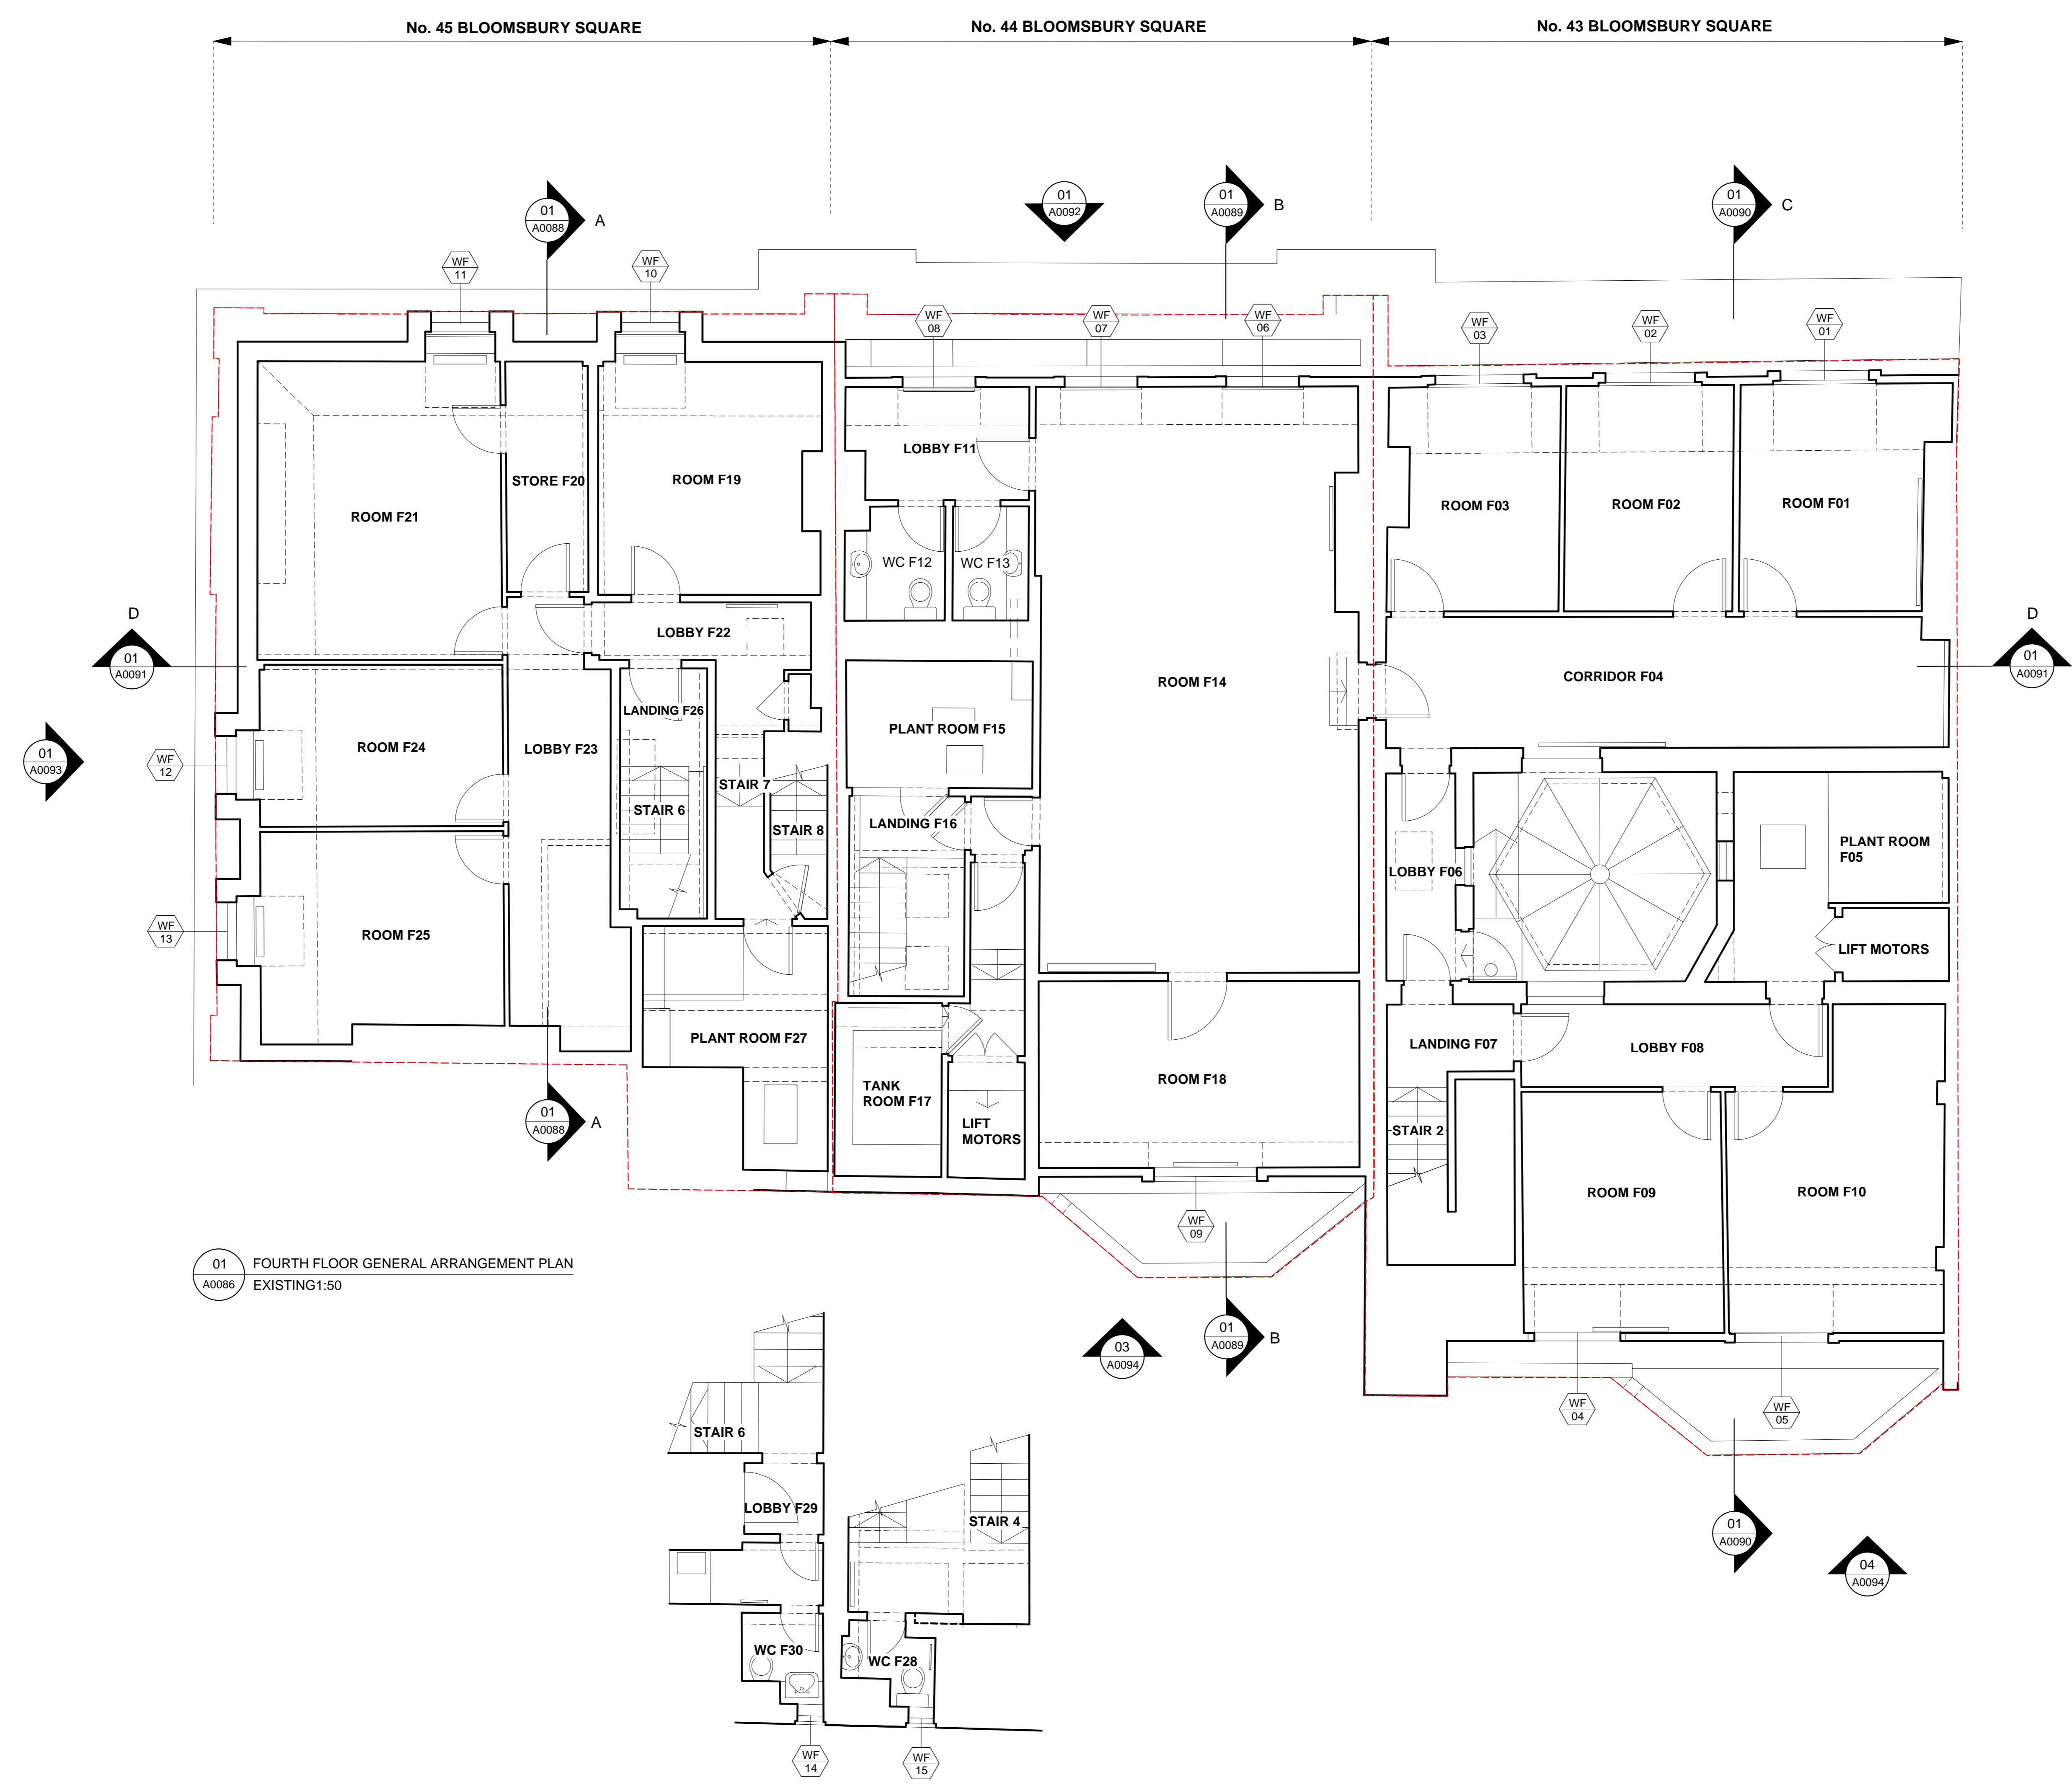 No. 45 BLOOMSBURY SQUARE
No. 44 BLOOMSBURY SQUARE
No. 43 BLOOMSBURY SQUARE
01
A0088
A
01
A0092
01
A0089
B
01
A0090
C
WF
11
WF
10
WF
08
WF
07
WF
06
WF
03
WF
02
WF
01
LOBBY F11
STORE F20
ROOM F19
ROOM F21
ROOM F03
ROOM F02
ROOM F01
WC F12
WC F13
D
01
A0091
LOBBY F22
D
01
A0091
CORRIDOR F04
ROOM F14
LANDING F26
PLANT ROOM F15
ROOM F24
LOBBY F23
01
A0093
WF
12
STAIR 7
STAIR 6
STAIR 8
LANDING F16
PLANT ROOM
F05
LOBBY F06
WF
13
ROOM F25
LIFT MOTORS
PLANT ROOM F27
LANDING F07
LOBBY F08
TANK
ROOM F17
ROOM F18
01
A0088
A
LIFT
MOTORS
STAIR 2
ROOM F09
ROOM F10
WF
09
01
A0086
FOURTH FLOOR GENERAL ARRANGEMENT PLAN
EXISTING1:50
03
A0094
01
A0089
B
WF
04
WF
05
STAIR 6
LOBBY F29
STAIR 4
01
A0090
04
A0094
WC F30
WC F28
WF
14
WF
15